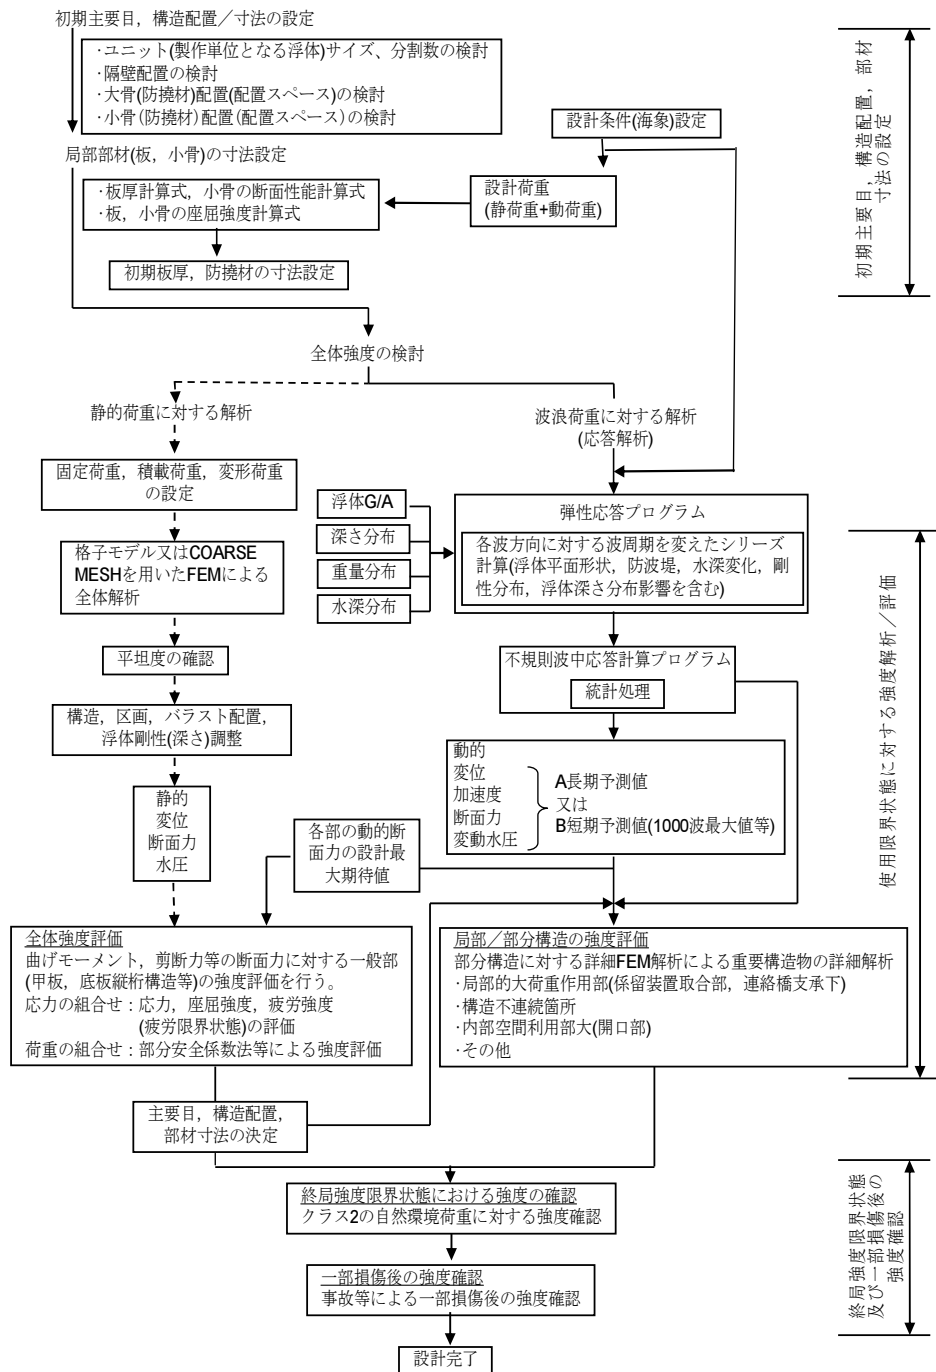 初期主要目，構造配置／寸法の設定
･ユニット(製作単位となる浮体)サイズ、分割数の検討
･隔壁配置の検討
･大骨(防撓材)配置(配置スペース)の検討
･小骨(防撓材)配置(配置スペース)の検討
設計条件(海象)設定
局部部材(板，小骨)の寸法設定
･板厚計算式，小骨の断面性能計算式
･板，小骨の座屈強度計算式
設計荷重
(静荷重+動荷重)
初期板厚，防撓材の寸法設定
初期主要目，構造配置，部材
寸法の設定
全体強度の検討
静的荷重に対する解析
波浪荷重に対する解析
(応答解析)
固定荷重，積載荷重，変形荷重
の設定
格子モデル又はCOARSE
MESHを用いたFEMによる
全体解析
平坦度の確認
構造，区画，バラスト配置，
浮体剛性(深さ)調整
静的
変位
断面力
水圧
浮体G/A
深さ分布
重量分布
水深分布
弾性応答プログラム
各波方向に対する波周期を変えたシリーズ
計算(浮体平面形状，防波堤，水深変化，剛
性分布，浮体深さ分布影響を含む)
不規則波中応答計算プログラム
統計処理
動的
変位
加速度
断面力
変動水圧
A長期予測値
又は
B短期予測値(1000波最大値等)
各部の動的断
面力の設計最
大期待値
使用限界状態に対する強度解析／評価
全体強度評価
曲げモーメント，剪断力等の断面力に対する一般部
(甲板，底板縦桁構造等)の強度評価を行う。
応力の組合せ：応力，座屈強度，疲労強度
(疲労限界状態)の評価
荷重の組合せ：部分安全係数法等による強度評価
局部／部分構造の強度評価
部分構造に対する詳細FEM解析による重要構造物の詳細解析
･局部的大荷重作用部(係留装置取合部，連絡橋支承下)
･構造不連続箇所
･内部空間利用部大(開口部)
･その他
主要目，構造配置，
部材寸法の決定
終局強度限界状態における強度の確認
クラス2の自然環境荷重に対する強度確認
一部損傷後の強度確認
事故等による一部損傷後の強度確認
設計完了
終局強度限界状態
及び一部損傷後の
強度確認